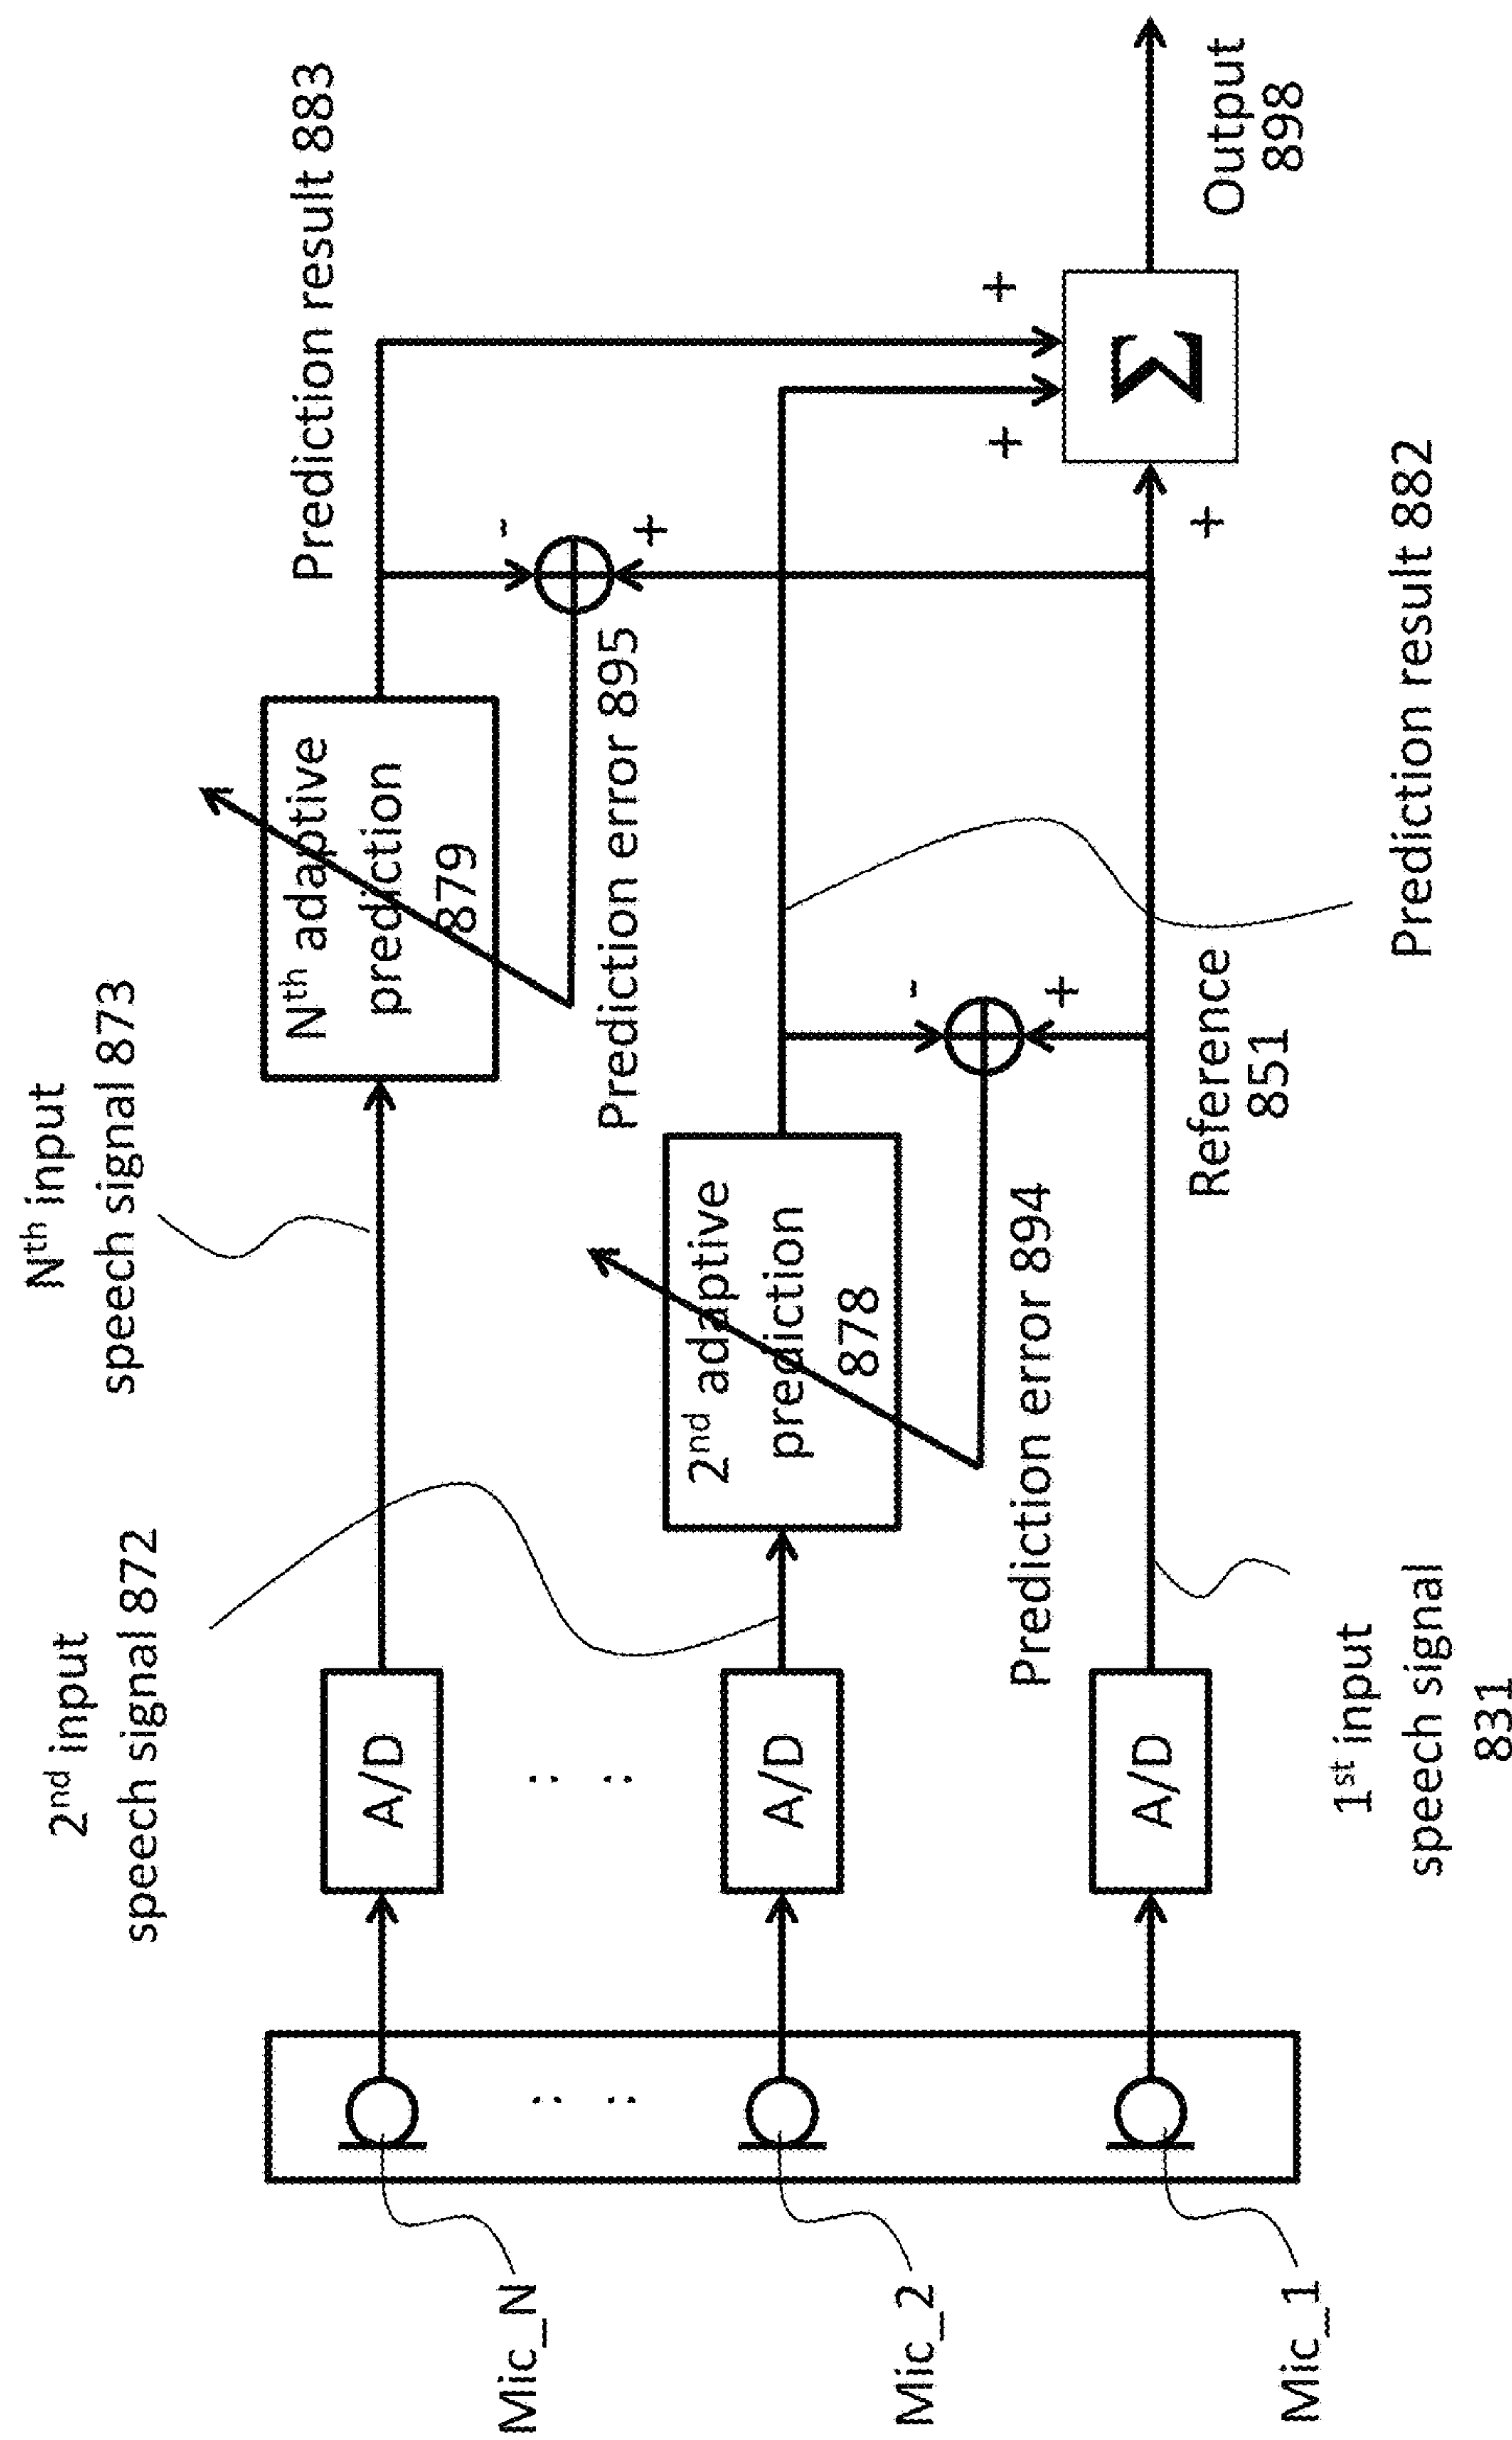 Nth input
speech signal 873
2nd input
speech signal 872
Prediction result 883
Mic_N
A/D
Nth adaptive
prediction
879
-
+
Prediction error 895
+
+
Mic_2
A/D
2nd adaptive
prediction
878
-
+
Prediction error 894
Σ
Output
898
Mic_1
A/D
Reference
851
+
1st input
speech signal
831
Prediction result 882